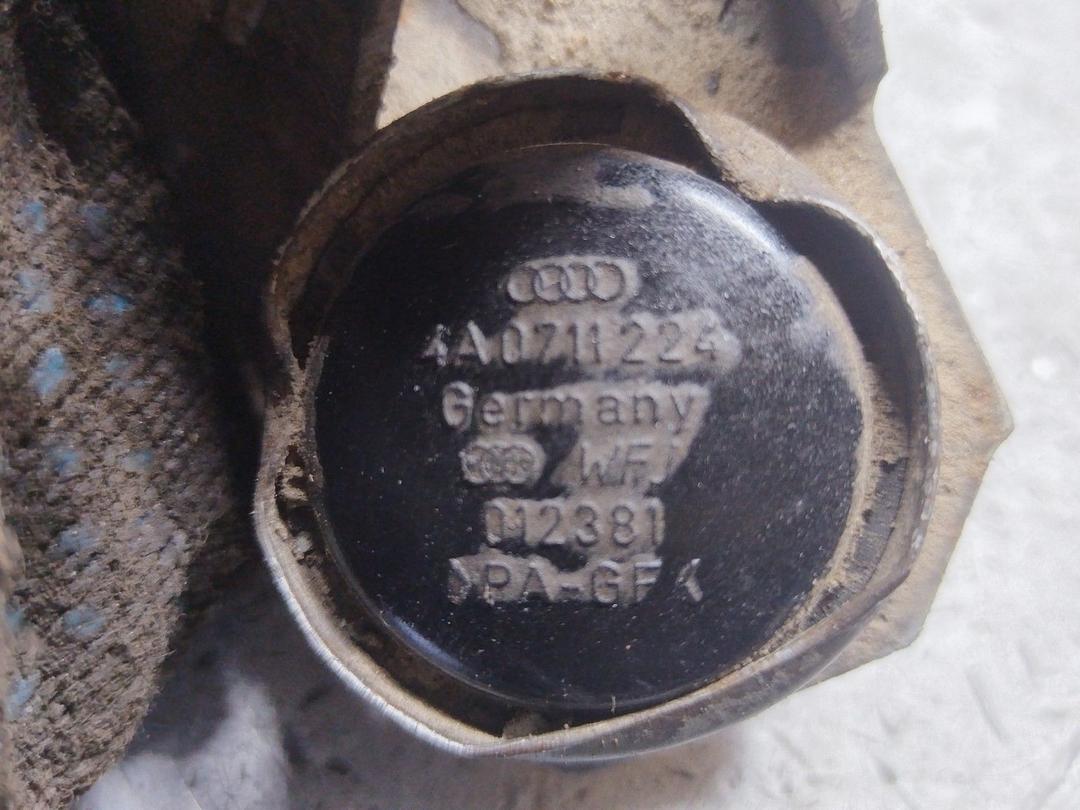 4A0711224
Germany
WFJ
012381
>PA-GF<